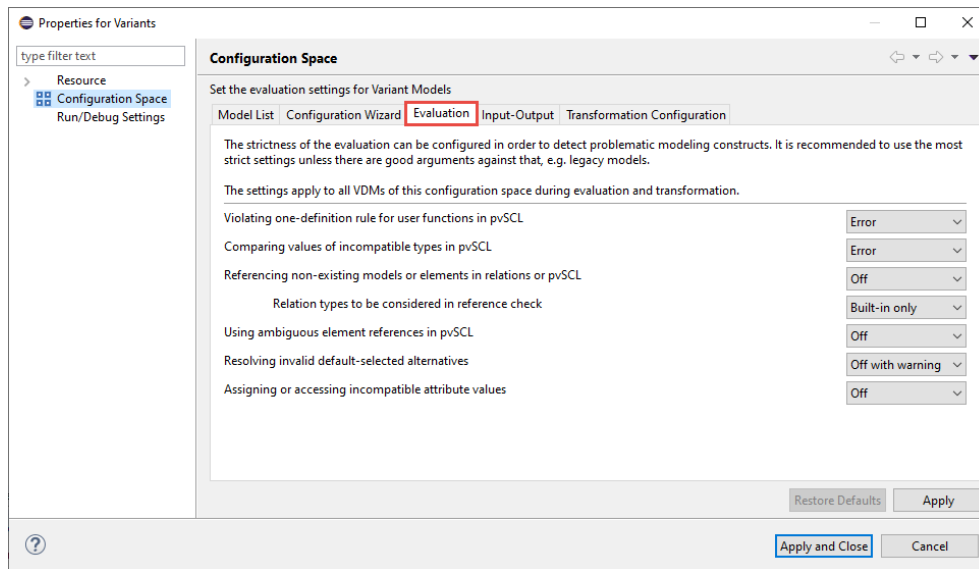 Properties for Variants
type filter text
Resource
Configuration Space
Run/Debug Settings
Configuration Space
Set the evaluation settings for Variant Models
Model List Configuration Wizard Evaluation Input-Output Transformation Configuration
The strictness of the evaluation can be configured in order to detect problematic modeling constructs. It is recommended to use the most
strict settings unless there are good arguments against that, e.g. legacy models.
The settings apply to all VDMs of this configuration space during evaluation and transformation.
Violating one-definition rule for user functions in pvSCL Error
Comparing values of incompatible types in pvSCL Error
Referencing non-existing models or elements in relations or pvSCL Off
Relation types to be considered in reference check Built-in only
Using ambiguous element references in pvSCL Off
Resolving invalid default-selected alternatives Off with warning
Assigning or accessing incompatible attribute values Off
Restore Defaults Apply
? Apply and Close Cancel